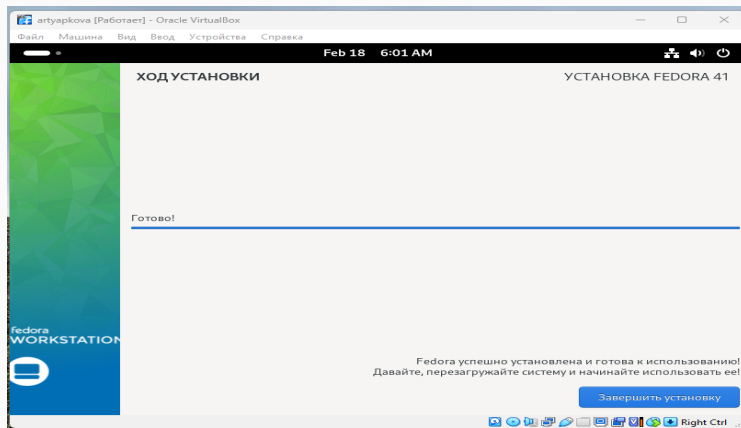 artyapkova [Работает] - Oracle VirtualBox
Файл Машина Вид Ввод Устройства Справка
Feb 18 6:01 AM
ХОД УСТАНОВКИ
УСТАНОВКА FEDORA 41
Готово!
fedora
WORKSTATION
Fedora успешно установлена и готова к использованию!
Давайте, перезагружайте систему и начинайте использовать ее!
Завершить установку
Right Ctrl